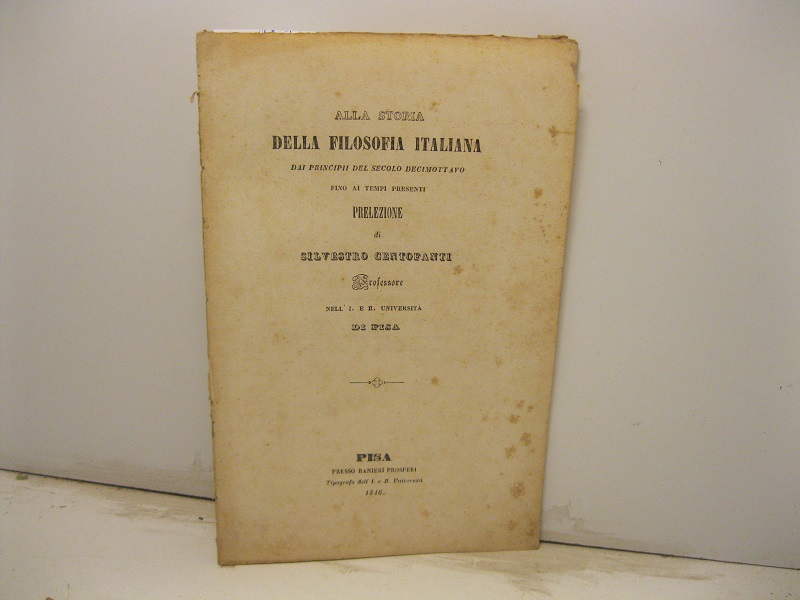 ALLA STORIA
DELLA FILOSOFIA ITALIANA
DAI PRINCIPII DEL SECOLO DECIMOTTAVO
FINO AI TEMPI PRESENTI
PRELEZIONE
di
SILVESTRO CENTOFANTI
Professore
NELL' I. E R. UNIVERSITÀ
DI PISA
PISA
PRESSO RANIERI PROSPERI
Tipografo dell' I. e R. Università
1846.